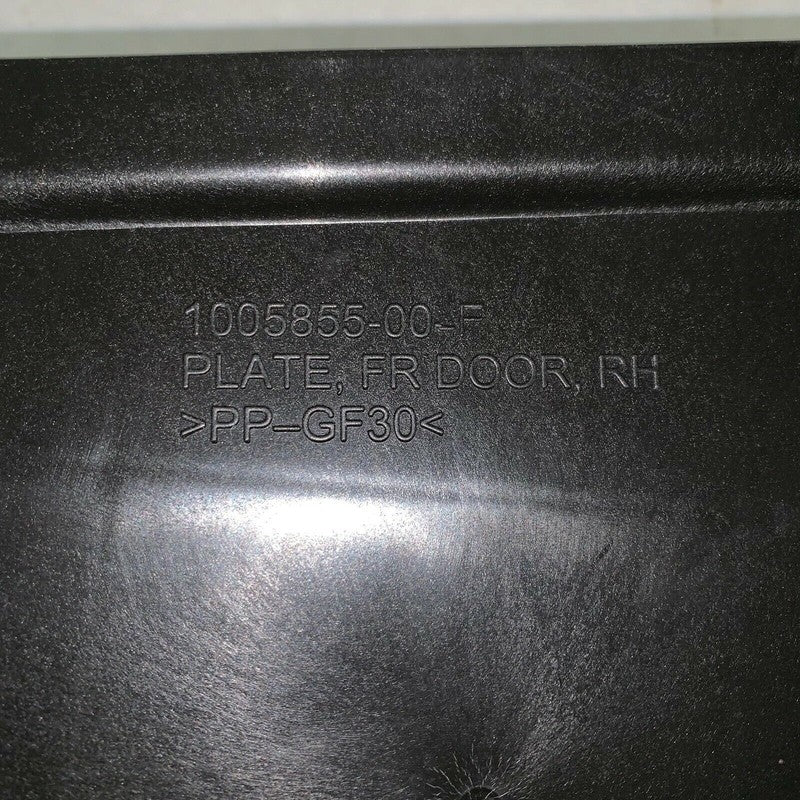 1005855-00-F
PLATE, FR DOOR, RH
>PP-GF30<